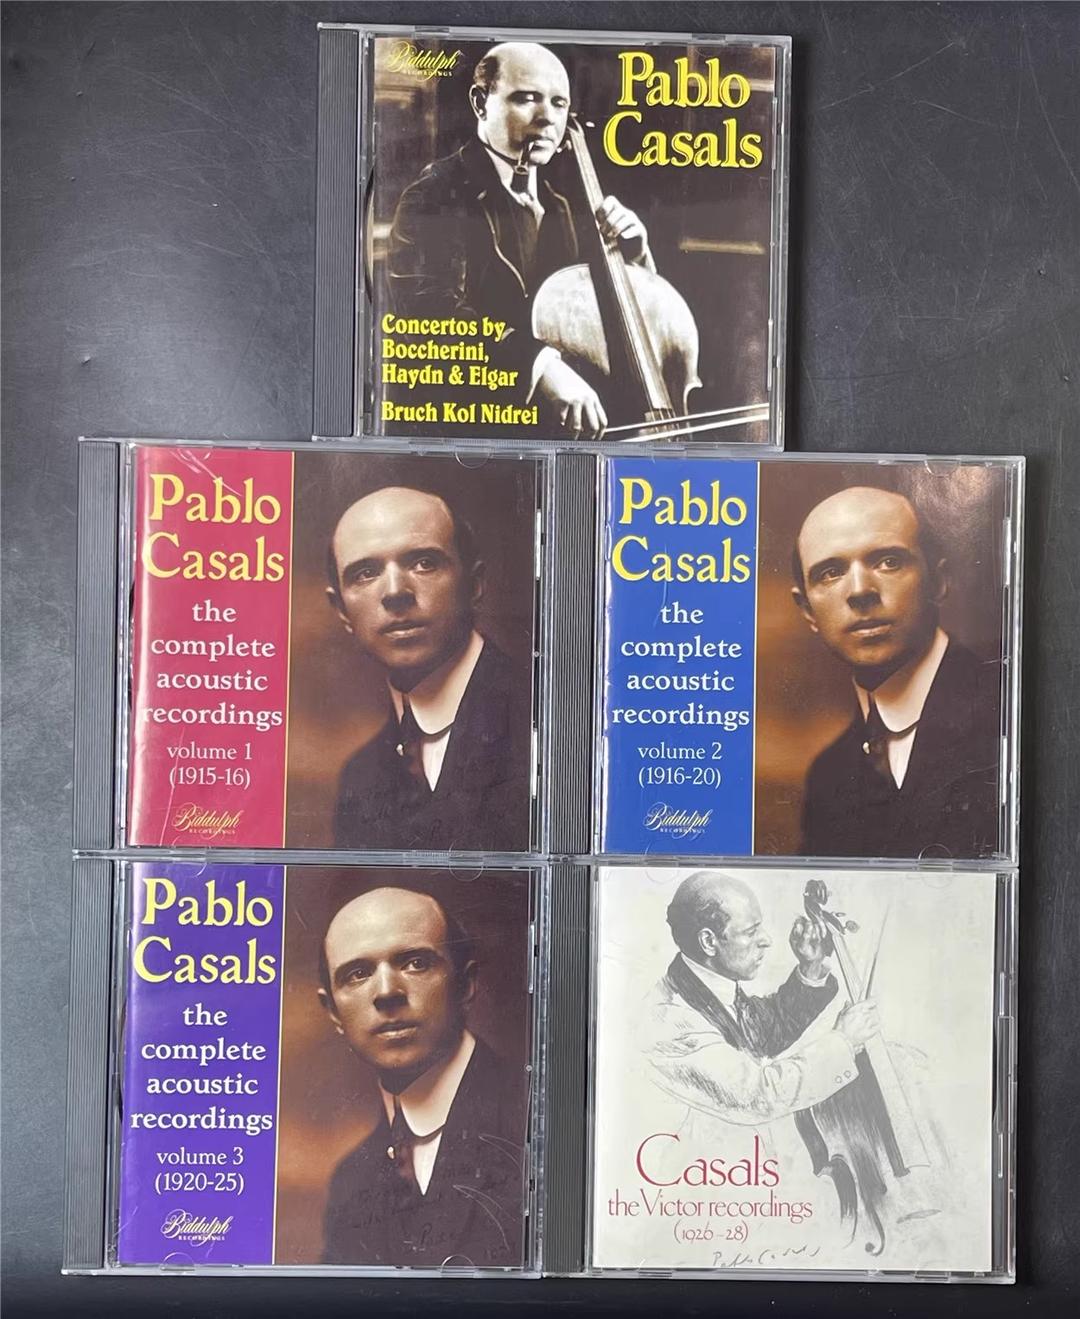 Biddulph
RECORDINGS
Pablo
Casals
Concertos by
Boccherini,
Haydn & Elgar
Bruch Kol Nidrei
Pablo
Casals
the
complete
acoustic
recordings
volume 1
(1915-16)
Biddulph
RECORDINGS
Pablo
Casals
the
complete
acoustic
recordings
volume 2
(1916-20)
Biddulph
RECORDINGS
Pablo
Casals
the
complete
acoustic
recordings
volume 3
(1920-25)
Biddulph
RECORDINGS
Casals
the Victor recordings
(1926-28)
Pablo Casals